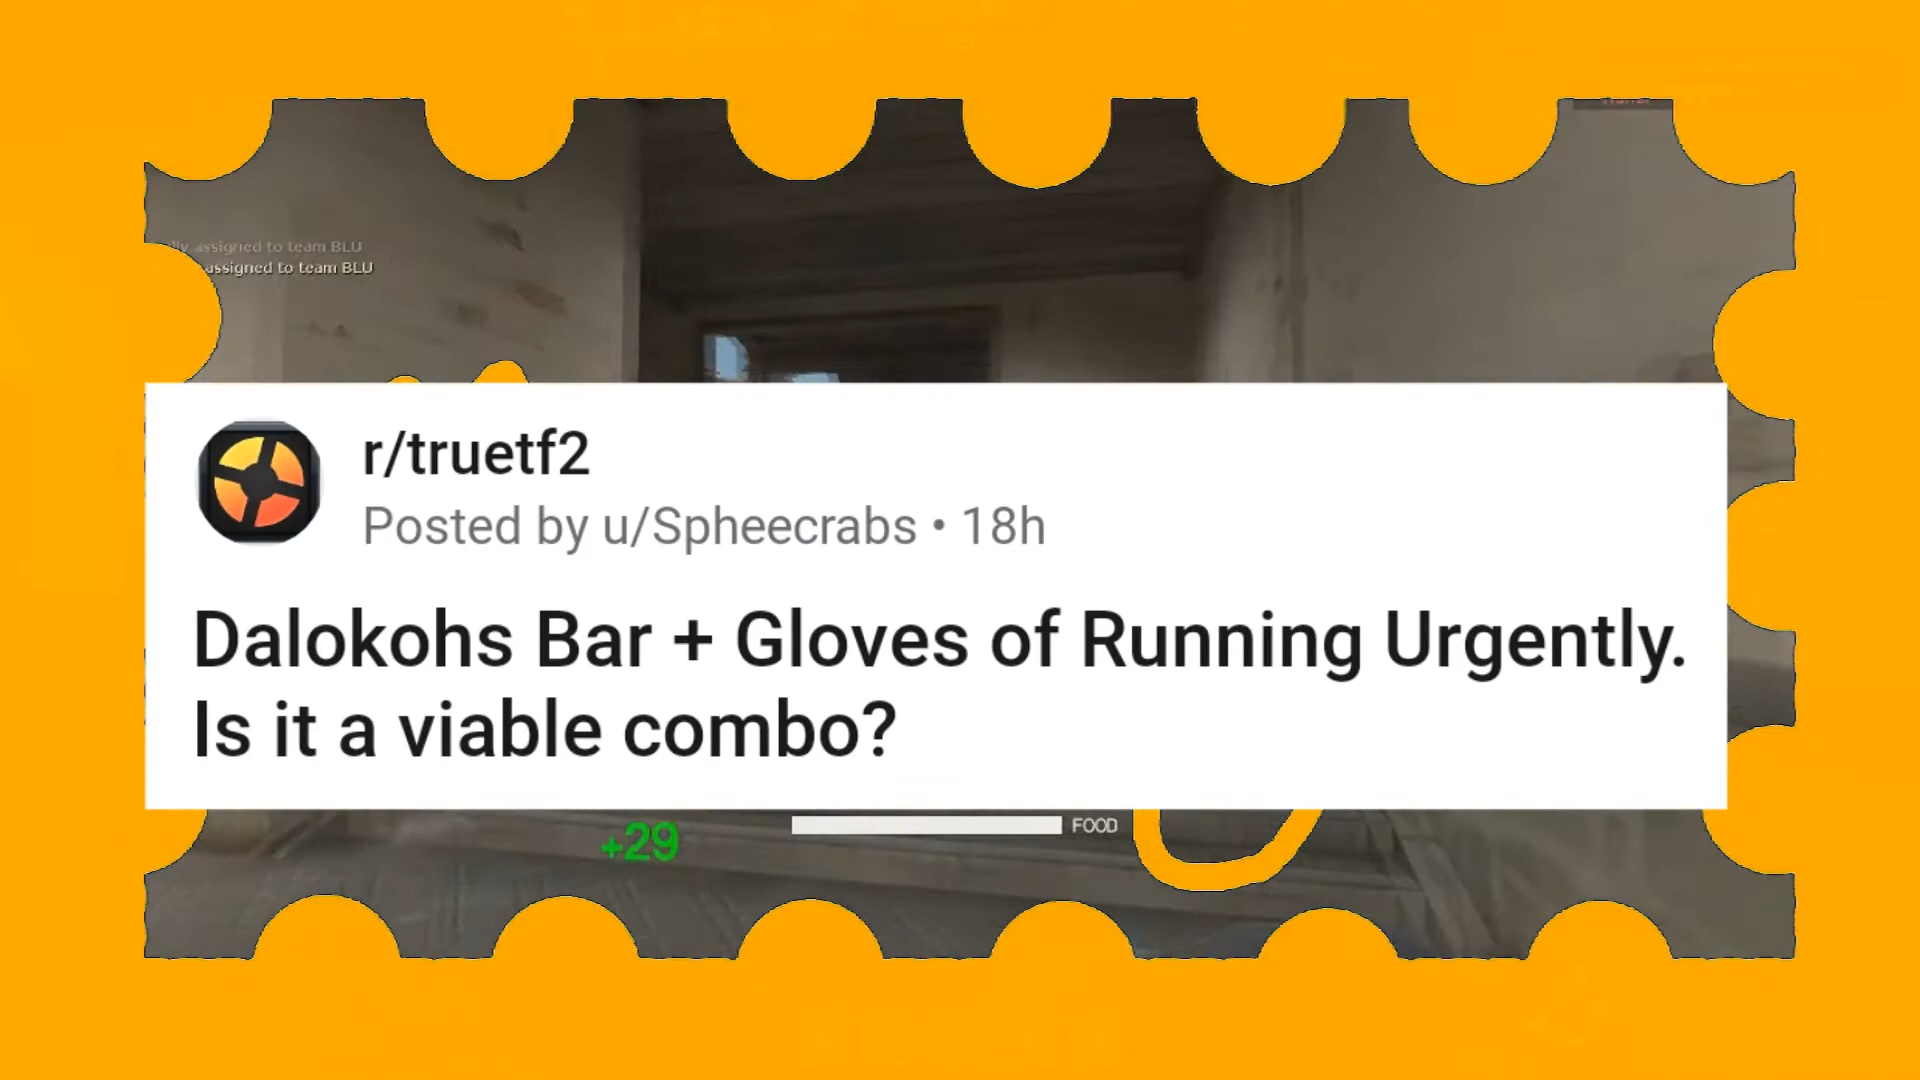 assigned to team BLU
assigned to team BLU
r/truetf2
Posted by u/Spheecrabs • 18h
Dalokohs Bar + Gloves of Running Urgently.
Is it a viable combo?
+29
FOOD